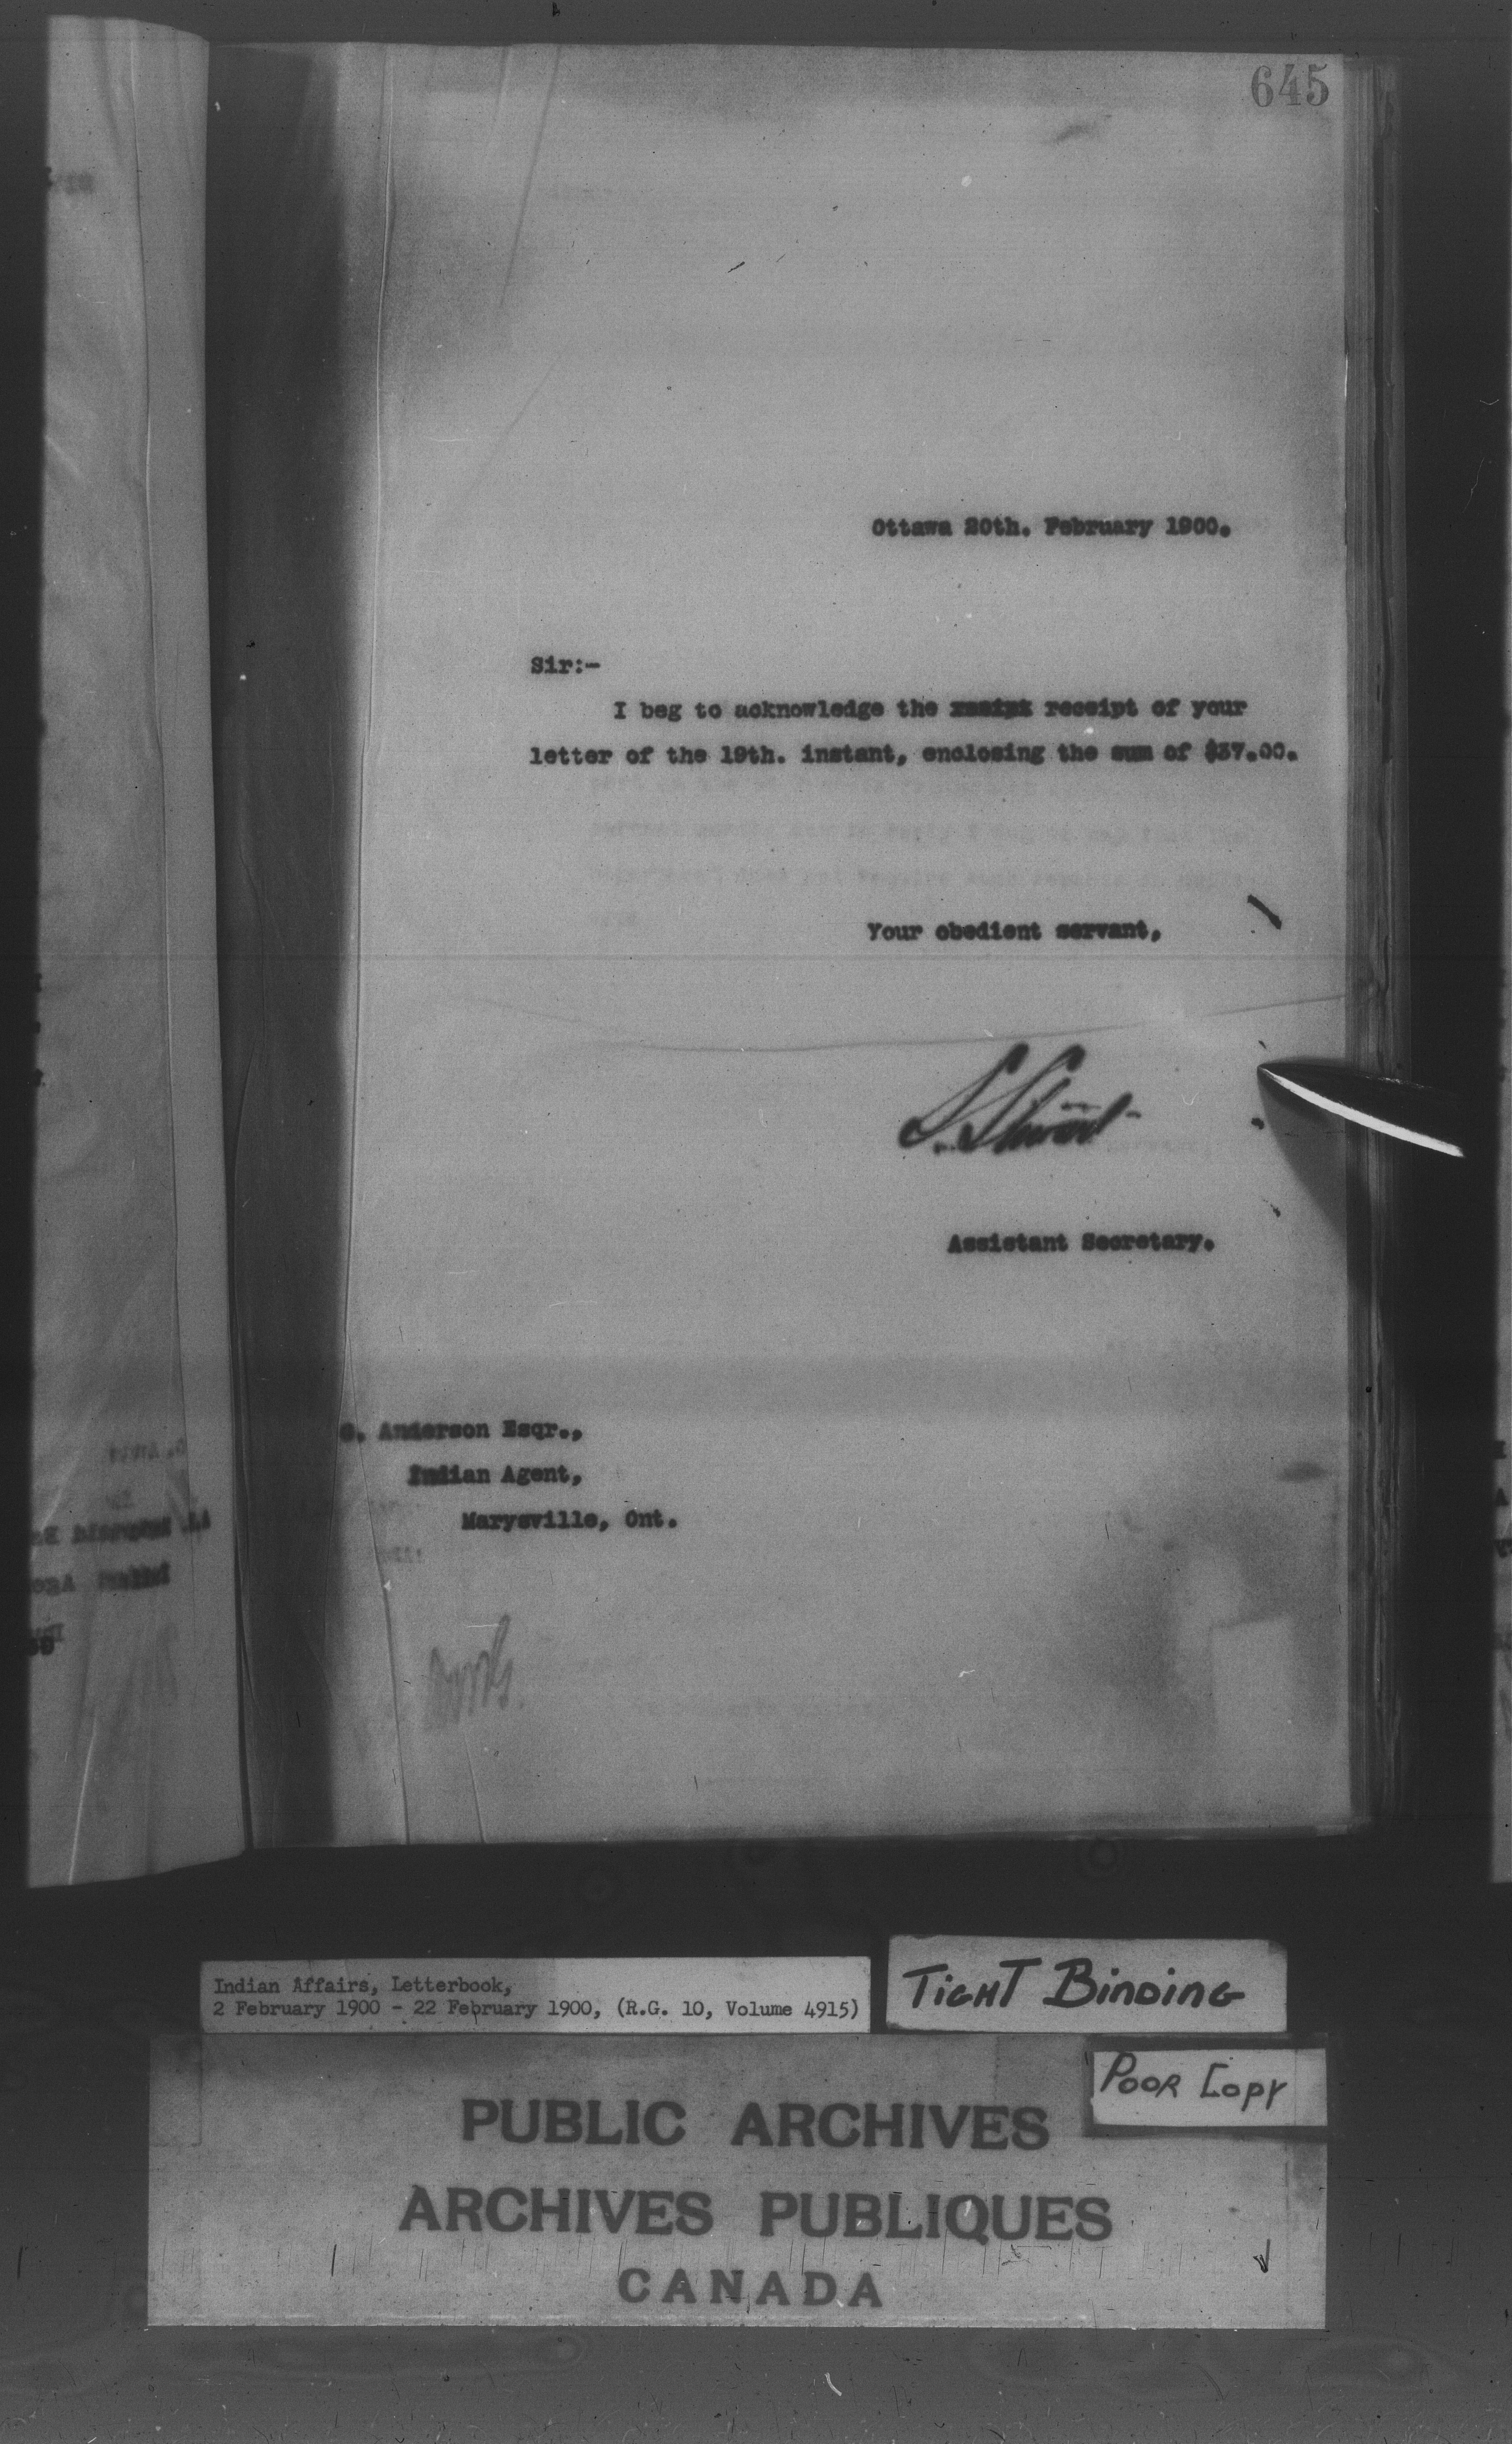 645
Ottawa 20th. February 1900.
Sir:-
I beg to acknowledge the receipt of your
letter of the 19th. instant, enclosing the sum of $37.00.
Your obedient servant,
S. Stewart
Assistant Secretary.
G. Anderson Esqr.,
Indian Agent,
Marysville, Ont.
Indian Affairs, Letterbook,
2 February 1900 - 22 February 1900, (R.G. 10, Volume 4915)
TIGHT BINDING
POOR COPY
PUBLIC ARCHIVES
ARCHIVES PUBLIQUES
CANADA